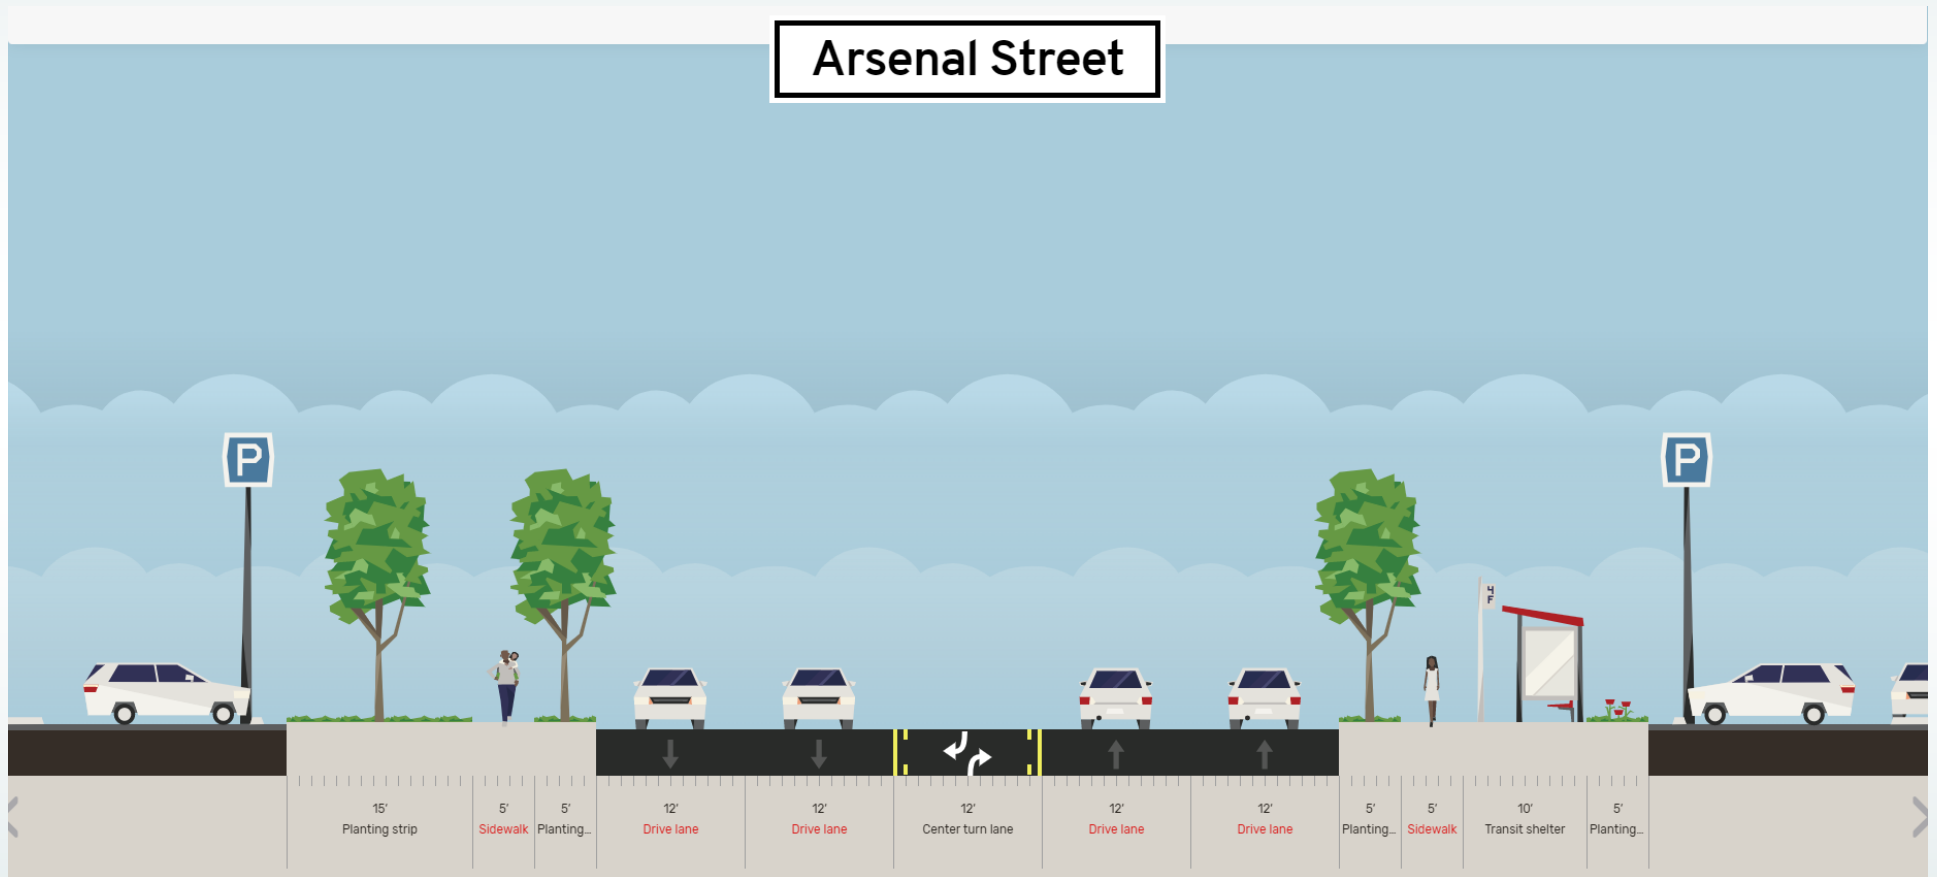 Arsenal Street
P
P
4
F
15'
5'
5'
12'
12'
12'
12'
12'
5'
5'
10'
5'
Planting strip
Sidewalk
Planting...
Drive lane
Drive lane
Center turn lane
Drive lane
Drive lane
Planting...
Sidewalk
Transit shelter
Planting...